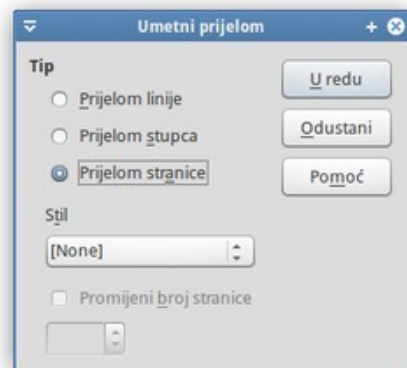 Umetni prijelom
Tip
Prijelom linije
Prijelom stupca
Prijelom stranice
Stil
[None]
Promijeni broj stranice
U redu
Odustani
Pomoć